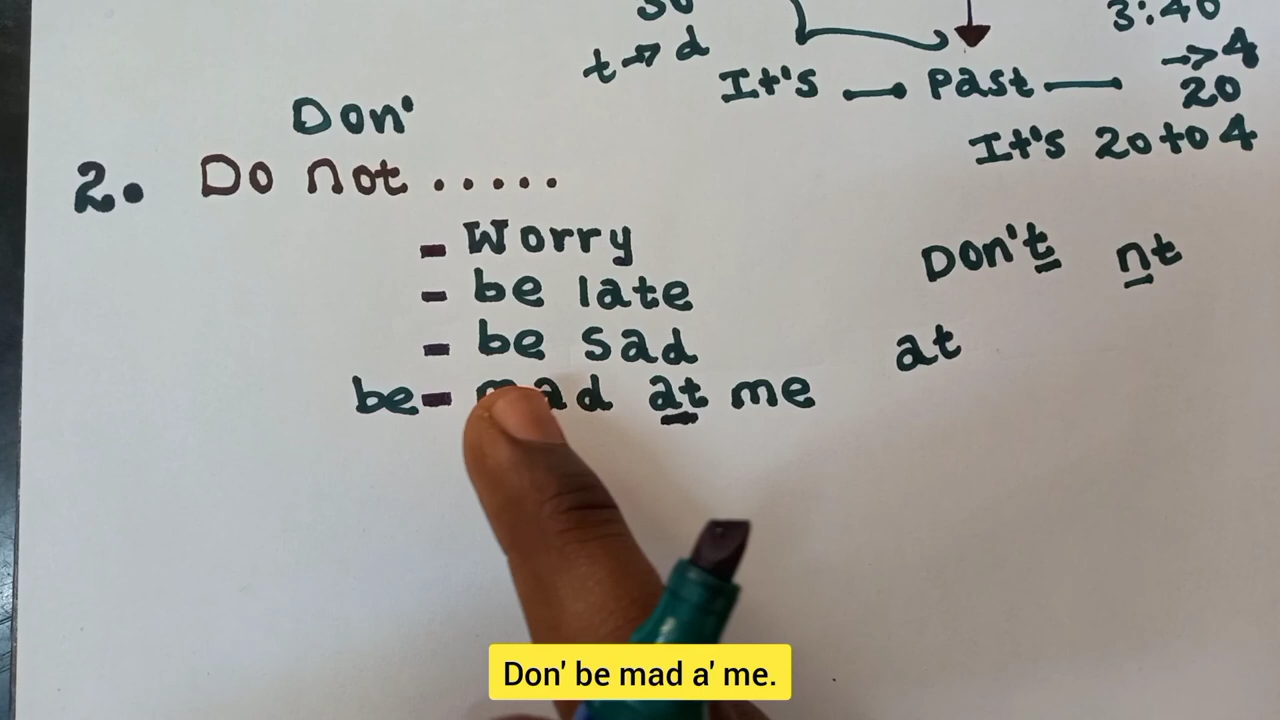 30
3:40
t → d
→ 4
It's — Past —
20
Don'
It's 20 to 4
2. Do not .....
- Worry
Don't nt
- be late
- be sad
at
be - mad at me
Don' be mad a' me.